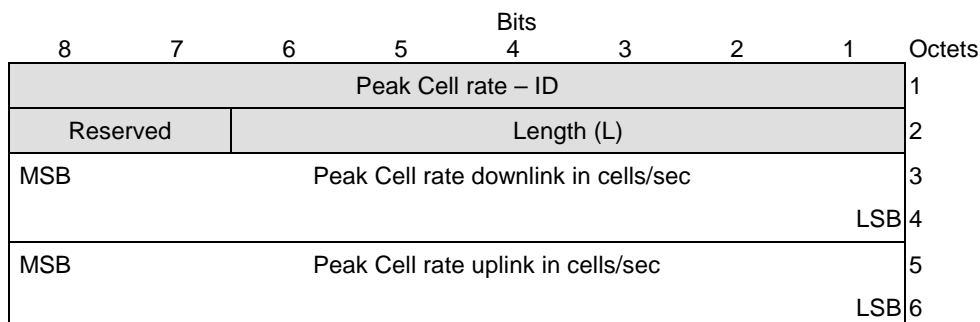 Bits
8 7 6 5 4 3 2 1 Octets
Peak Cell rate – ID 1
Reserved Length (L) 2
MSB Peak Cell rate downlink in cells/sec 3
LSB 4
MSB Peak Cell rate uplink in cells/sec 5
LSB 6